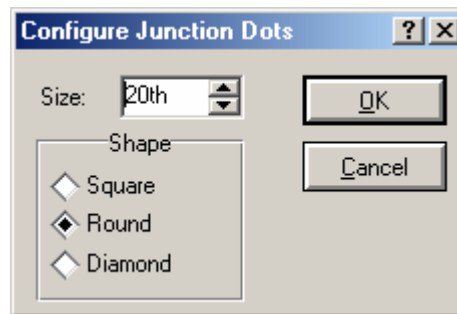 Configure Junction Dots
Size: 20th
OK
Shape
Cancel
Square
Round
Diamond